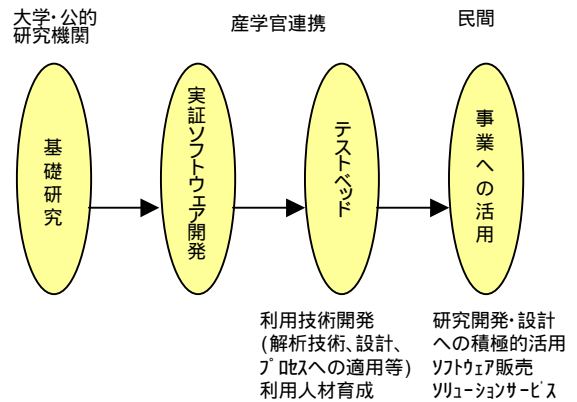 大学・公的
研究機関
産学官連携
民間
基礎研究
実証ソフトウェア開発
テストベッド
事業への活用
利用技術開発
(解析技術、設計、
ﾌﾟﾛｾｽへの適用等)
利用人材育成
研究開発・設計
への積極的活用
ｿﾌﾄｳｪｱ販売
ｿﾘｭｰｼｮﾝｻｰﾋﾞｽ